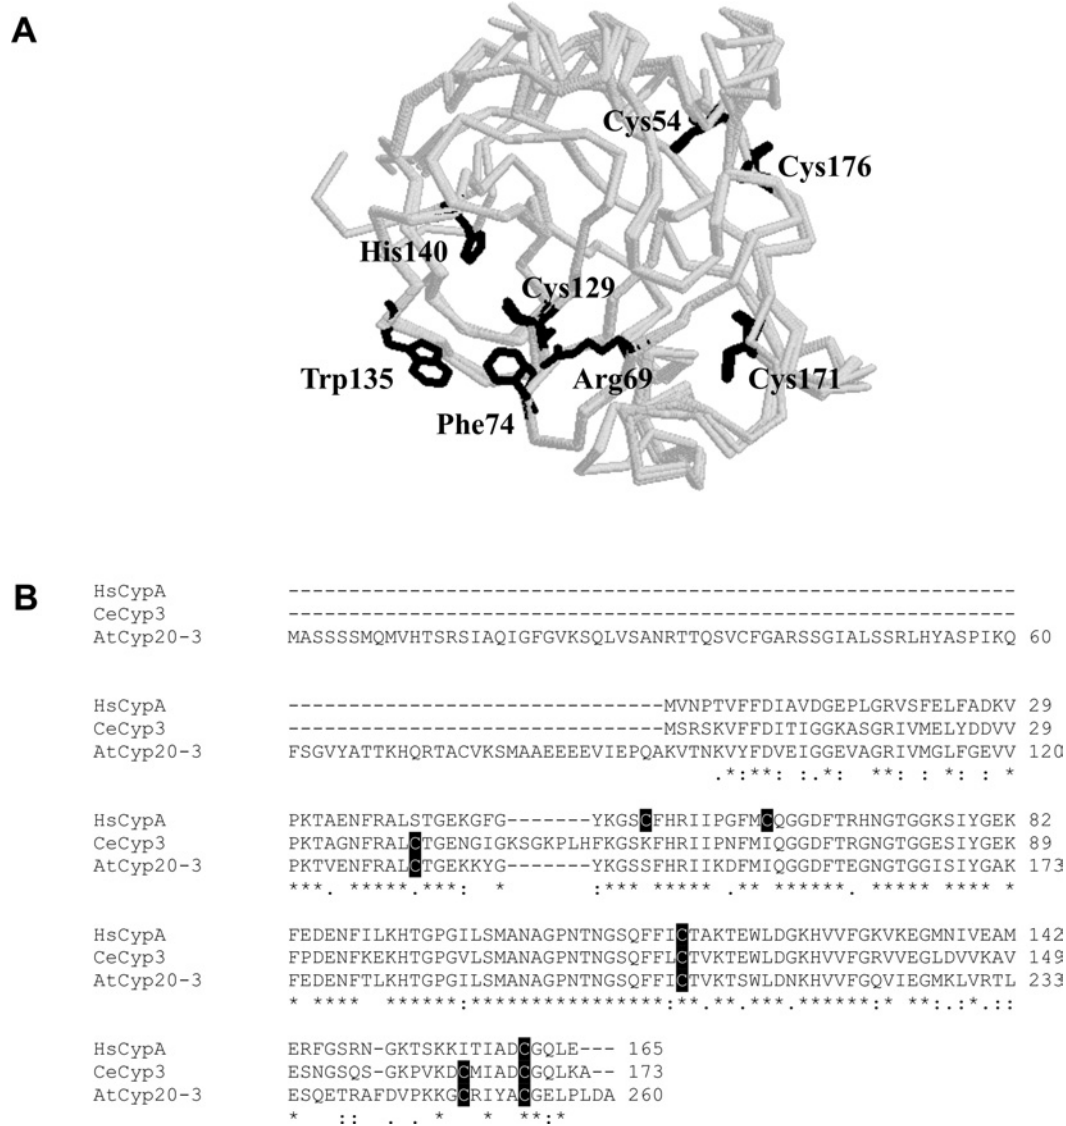 A
Cys54
Cys176
His140
Cys129
Trp135
Arg69
Cys171
Phe74
B
HsCypA ------------------------------------------------------------
CeCyp3 ------------------------------------------------------------
AtCyp20-3 MASSSSMQMVHTSRSIAQIGFGVKSQLVSANRTTQSVCFGARSSGIALSSRLHYASPIKQ 60
HsCypA -------------------------------MVNPTVFFDIAVDGEPLGRVSFELFADKV 29
CeCyp3 -------------------------------MSRSKVFFDITIGGKASGRIVMELYDDVV 29
AtCyp20-3 FSGVYATTKHQRTACVKSMAAEEEEVIEPQAKVTNKVYFDVEIGGEVAGRIVMGLFGEVV 120
.*:**: :.*: **: : *: : *
HsCypA PKTAENFRALSTGEKGFG-------YKGSCFHRIIPGFMCQGGDFTRHNGTGGKSIYGEK 82
CeCyp3 PKTAGNFRALCTGENGIGKSGKPLHFKGSKFHRIIPNFMIQGGDFTRGNGTGGESIYGEK 89
AtCyp20-3 PKTVENFRALCTGEKKYG-------YKGSSFHRIIKDFMIQGGDFTEGNGTGGISIYGAK 173
***. *****.***: * :*** ***** .** ******. ***** **** *
HsCypA FEDENFILKHTGPGILSMANAGPNTNGSQFFICTAKTEWLDGKHVVFGKVKEGMNIVEAM 142
CeCyp3 FPDENFKEKHTGPGVLSMANAGPNTNGSQFFLCTVKTEWLDGKHVVFGRVVEGLDVVKAV 149
AtCyp20-3 FEDENFTLKHTGPGILSMANAGPNTNGSQFFICTVKTSWLDNKHVVFGQVIEGMKLVRTL 233
* **** ******:****************:**.**.***.******:* **:.:*.::
HsCypA ERFGSRN-GKTSKKITIADCGQLE--- 165
CeCyp3 ESNGSQS-GKPVKDCMIADCGQLKA-- 173
AtCyp20-3 ESQETRAFDVPKKGCRIYACGELPLDA 260
* :: . . * * **:*